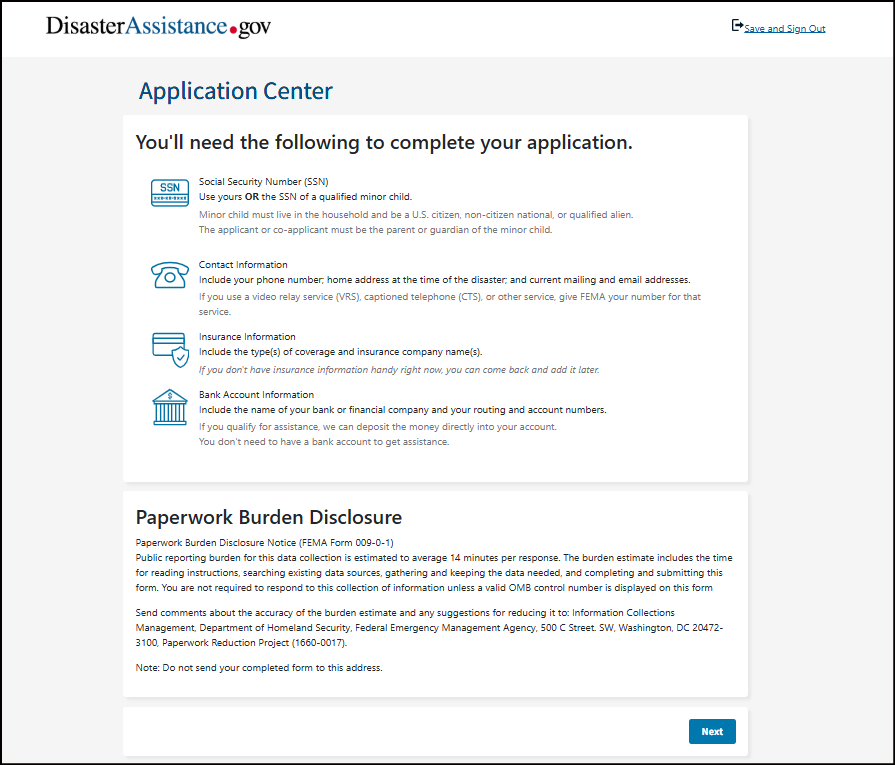 DisasterAssistance.gov
Save and Sign Out
Application Center
You'll need the following to complete your application.
SSN
XXX-XX-XXXX
Social Security Number (SSN)
Use yours OR the SSN of a qualified minor child.
Minor child must live in the household and be a U.S. citizen, non-citizen national, or qualified alien.
The applicant or co-applicant must be the parent or guardian of the minor child.
Contact Information
Include your phone number; home address at the time of the disaster; and current mailing and email addresses.
If you use a video relay service (VRS), captioned telephone (CTS), or other service, give FEMA your number for that
service.
Insurance Information
Include the type(s) of coverage and insurance company name(s).
If you don't have insurance information handy right now, you can come back and add it later.
$
Bank Account Information
Include the name of your bank or financial company and your routing and account numbers.
If you qualify for assistance, we can deposit the money directly into your account.
You don't need to have a bank account to get assistance.
Paperwork Burden Disclosure
Paperwork Burden Disclosure Notice (FEMA Form 009-0-1)
Public reporting burden for this data collection is estimated to average 14 minutes per response. The burden estimate includes the time
for reading instructions, searching existing data sources, gathering and keeping the data needed, and completing and submitting this
form. You are not required to respond to this collection of information unless a valid OMB control number is displayed on this form
Send comments about the accuracy of the burden estimate and any suggestions for reducing it to: Information Collections
Management, Department of Homeland Security, Federal Emergency Management Agency, 500 C Street. SW, Washington, DC 20472-
3100, Paperwork Reduction Project (1660-0017).
Note: Do not send your completed form to this address.
Next